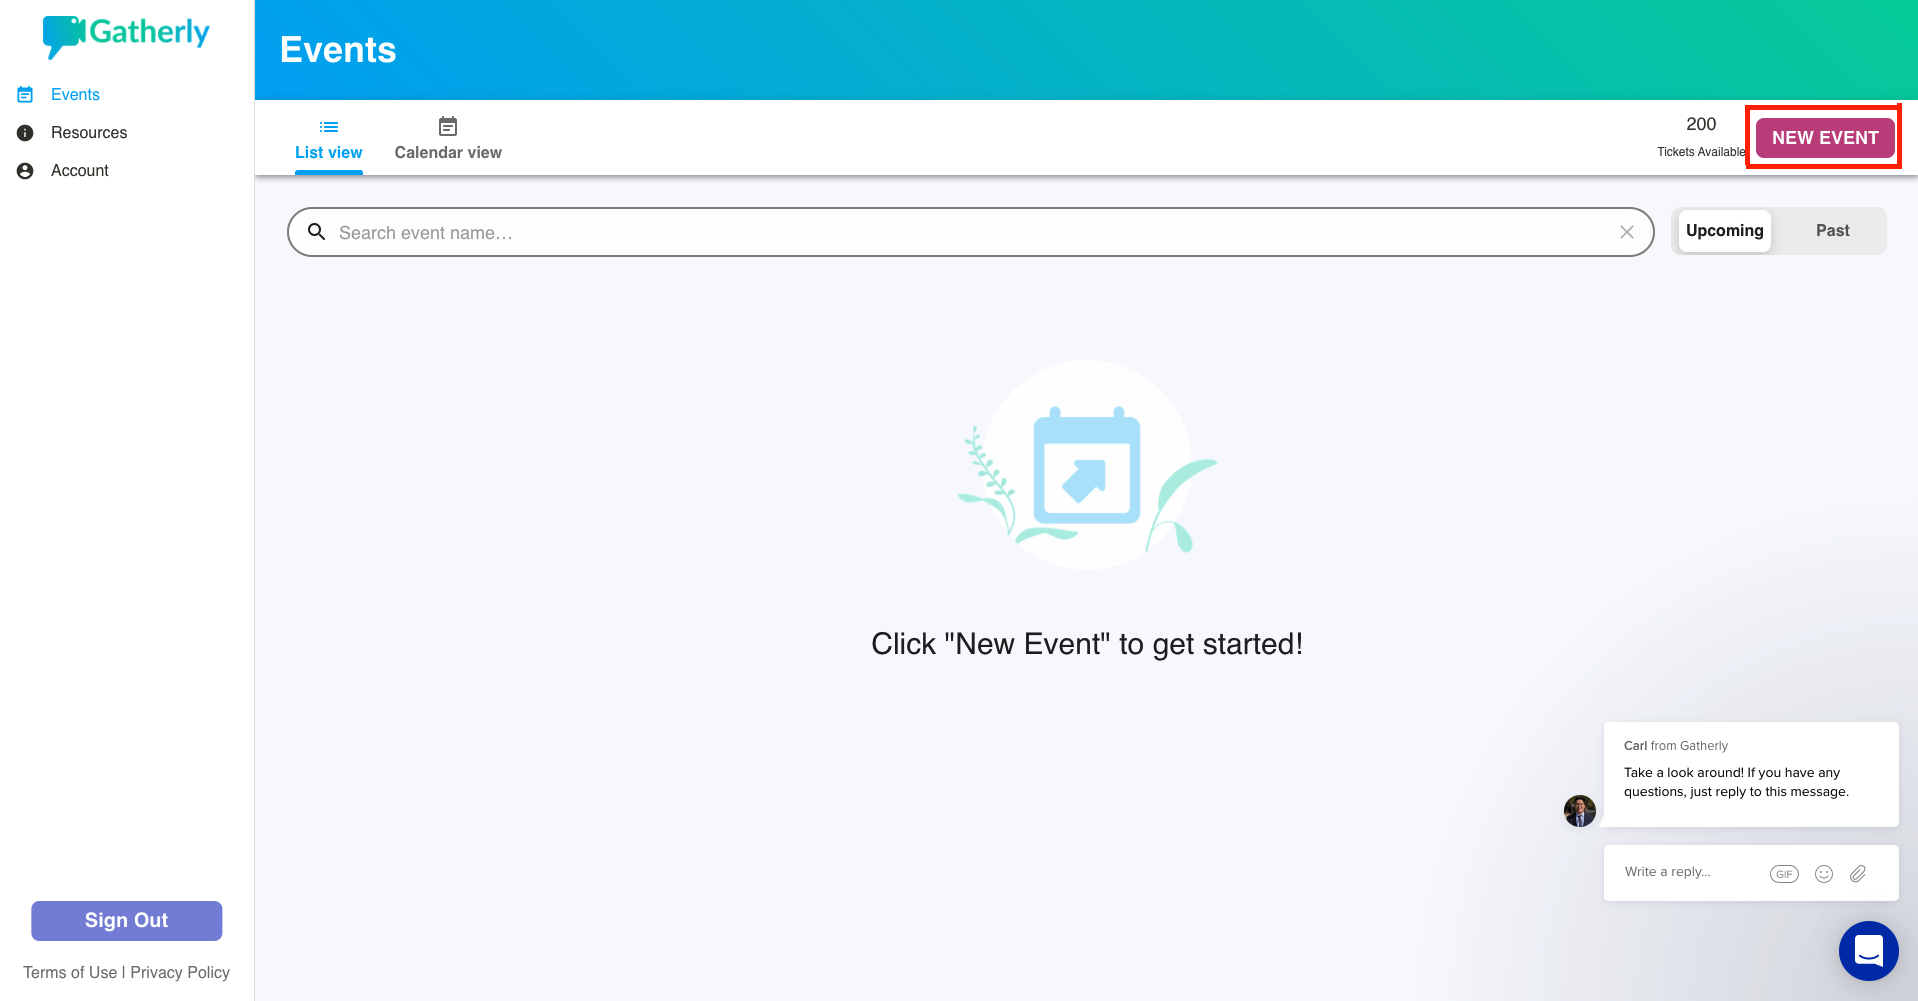 Gatherly
Events
Resources
Account
Sign Out
Terms of Use | Privacy Policy
Events
List view
Calendar view
200
Tickets Available
NEW EVENT
Search event name...
Upcoming
Past
Click "New Event" to get started!
Carl from Gatherly
Take a look around! If you have any
questions, just reply to this message.
Write a reply...
GIF